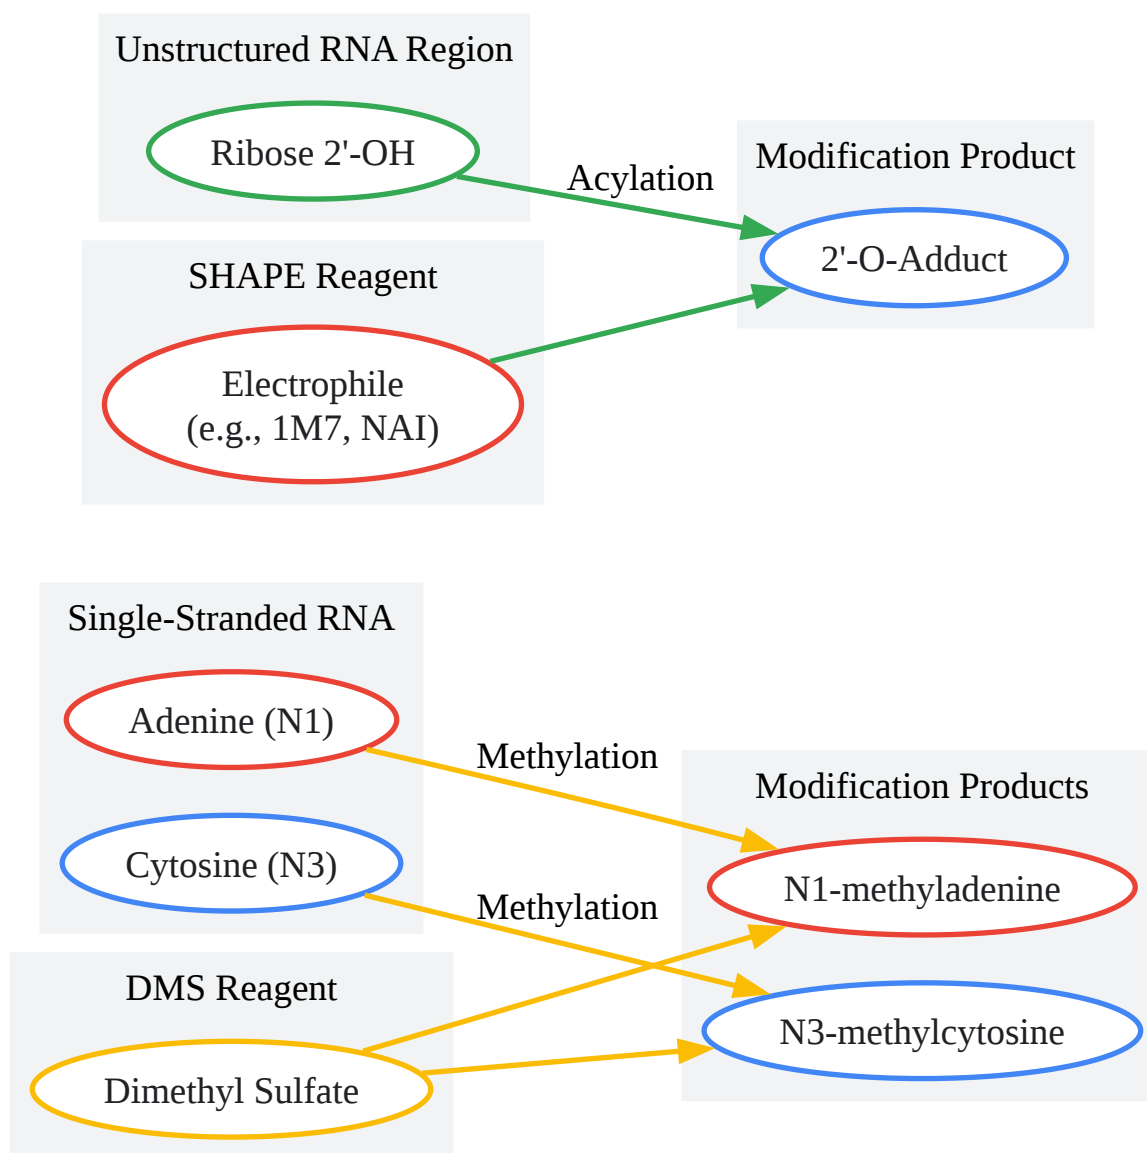 Unstructured RNA Region
Ribose 2'-OH
Acylation
Modification Product
2'-O-Adduct
SHAPE Reagent
Electrophile
(e.g., 1M7, NAI)
Single-Stranded RNA
Adenine (N1)
Methylation
Cytosine (N3)
Methylation
Modification Products
N1-methyladenine
N3-methylcytosine
DMS Reagent
Dimethyl Sulfate